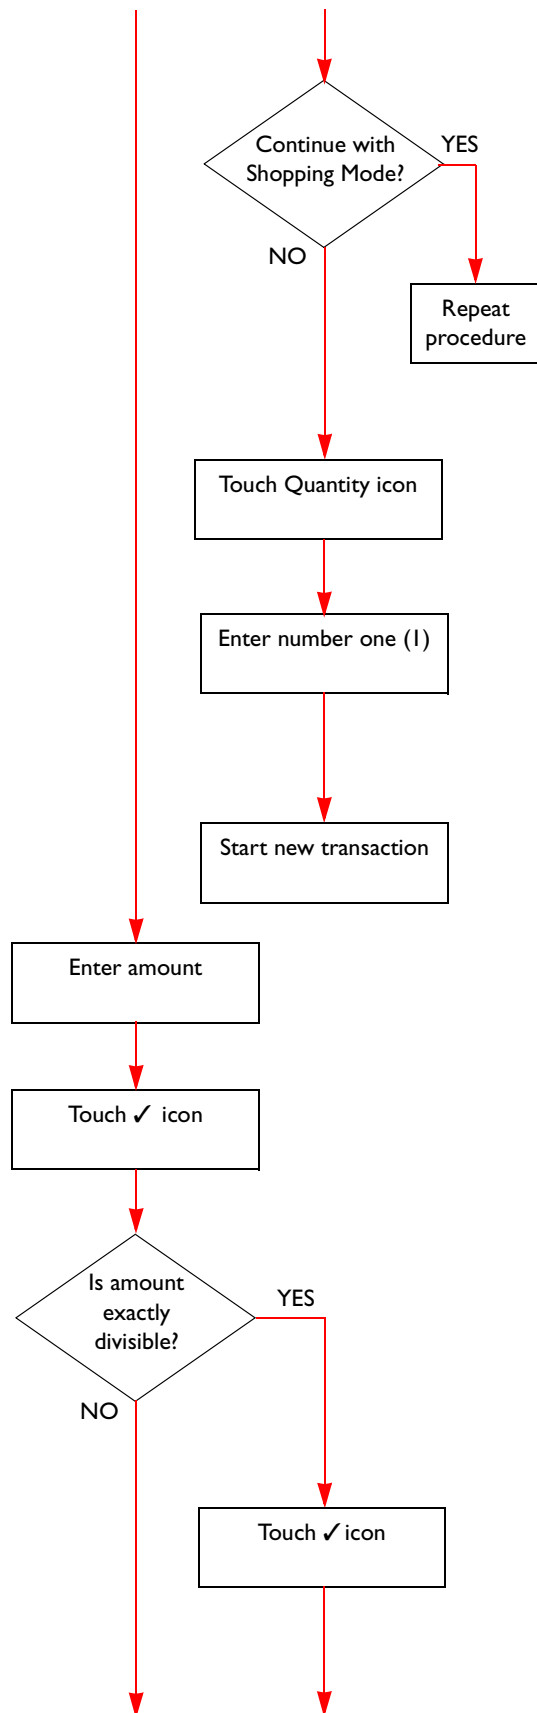 Continue with
Shopping Mode?
YES
NO
Repeat
procedure
Touch Quantity icon
Enter number one (1)
Start new transaction
Enter amount
Touch ✓ icon
Is amount
exactly
divisible?
YES
NO
Touch ✓ icon